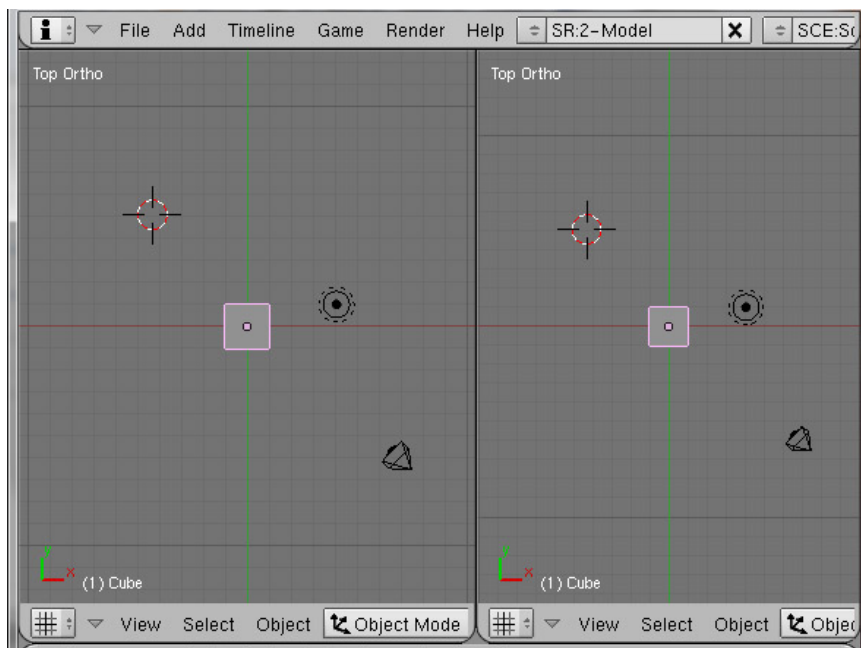 File Add Timeline Game Render Help SR:2-Model X SCE:Sc
Top Ortho
Top Ortho
y
x
(1) Cube
y
x
(1) Cube
View Select Object Object Mode
View Select Object Objec